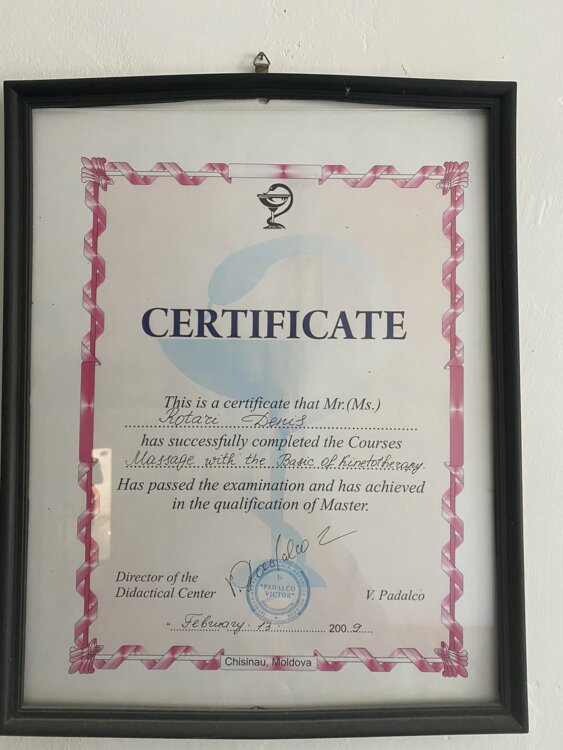 CERTIFICATE
This is a certificate that Mr.(Ms.)
Rotari Denis
has successfully completed the Courses
Massage with the Basic of kinetotherapy
Has passed the examination and has achieved
in the qualification of Master.
Director of the
Didactical Center
"PADALCO
VICTOR"
V. Padalco
"February 13 2009
Chisinau, Moldova